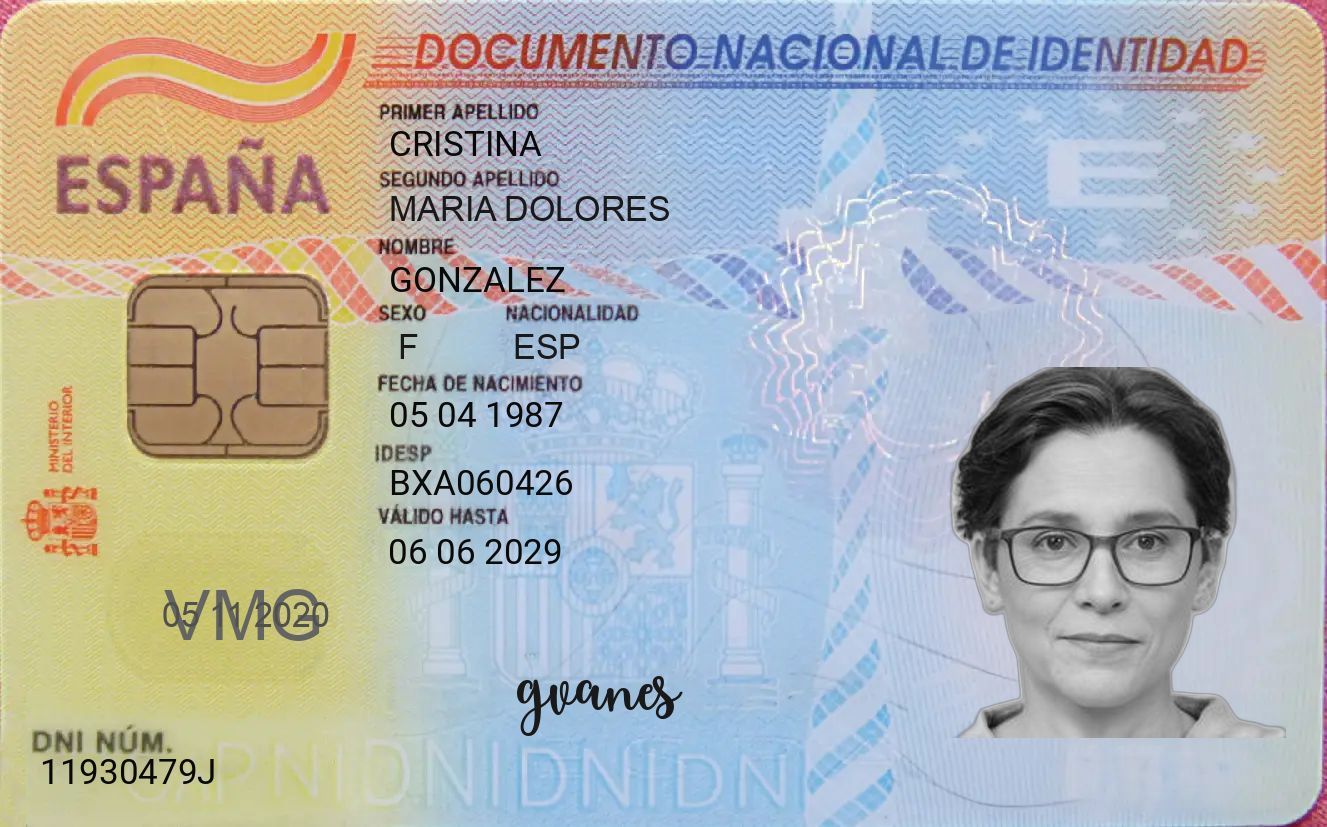 DOCUMENTO NACIONAL DE IDENTIDAD
ESPAÑA
PRIMER APELLIDO
CRISTINA
SEGUNDO APELLIDO
MARIA DOLORES
NOMBRE
GONZALEZ
SEXO NACIONALIDAD
F ESP
FECHA DE NACIMIENTO
05 04 1987
IDESP
BXA060426
VÁLIDO HASTA
06 06 2029
MINISTERIO
DEL INTERIOR
E
05 11 2020
VMG
gvanes
DNI NÚM.
11930479J
DNIDNIDNIDNI